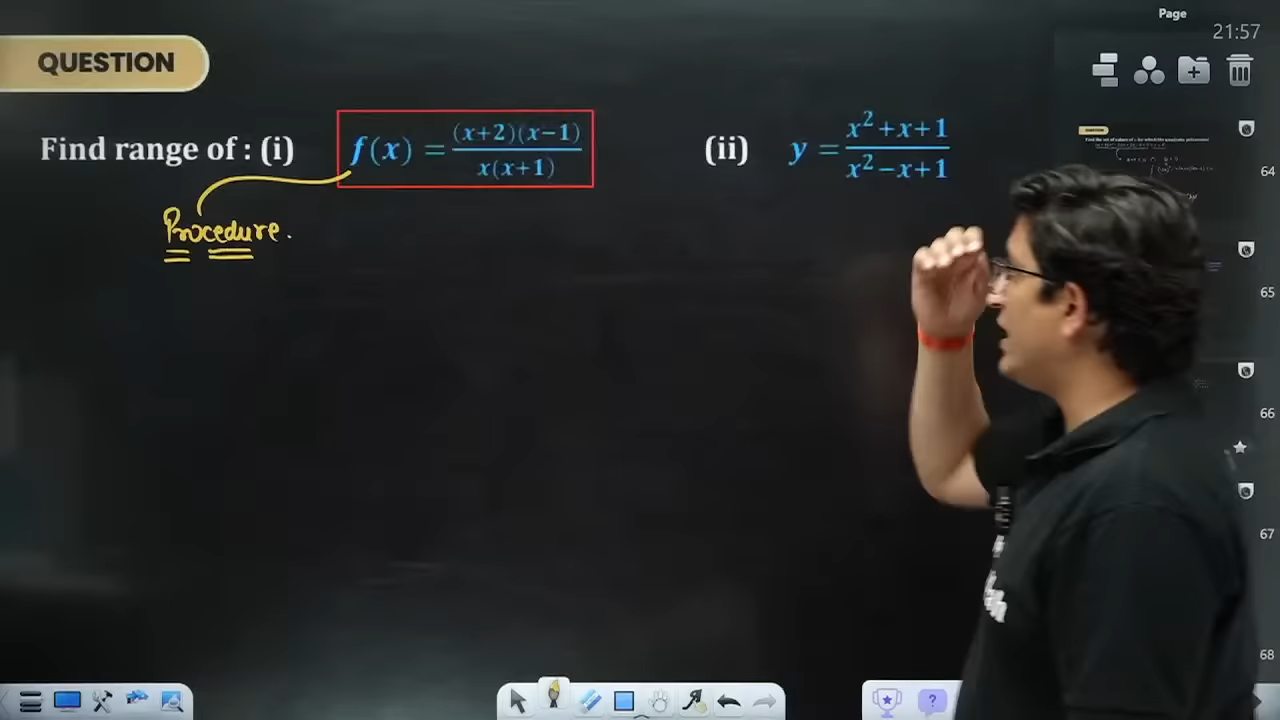 Page
21:57
QUESTION
Find range of : (i) f(x) = (x+2)(x−1) / x(x+1) (ii) y = x²+x+1 / x²−x+1
Procedure.
64
65
66
67
68